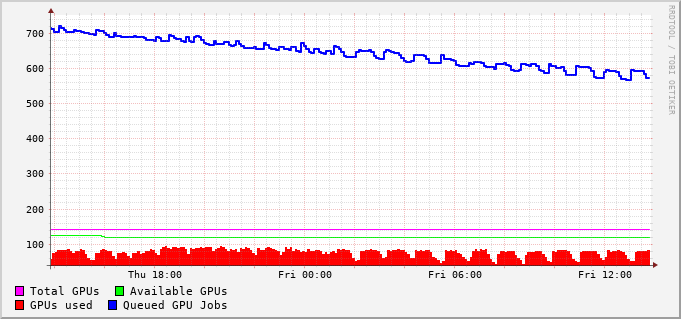 700
600
500
400
300
200
100
Thu 18:00 Fri 00:00 Fri 06:00 Fri 12:00
Total GPUs Available GPUs
GPUs used Queued GPU Jobs
RRDTOOL / TOBI OETIKER